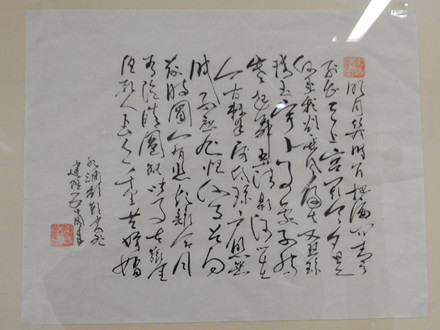 明月幾時有把酒問青
天不知天上宮闕今夕是
何年我欲乘風歸去又恐瓊
樓玉宇高處不勝
寒起舞弄清影何似在
人間轉朱閣低綺戶照無
眠不應有恨何事長向
別時圓人有悲歡離合月
有陰晴圓缺此事古難全
但願人長久千里共嬋娟